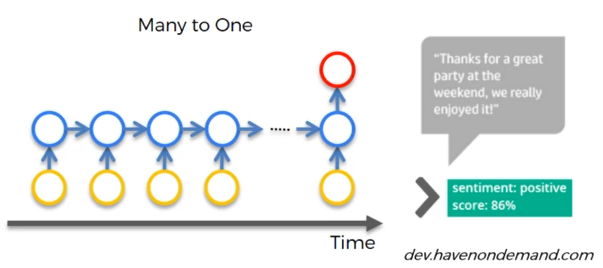 Many to One
"Thanks for a great
party at the
weekend, we really
enjoyed it!"
sentiment: positive
score: 86%
Time
dev.havenondemand.com